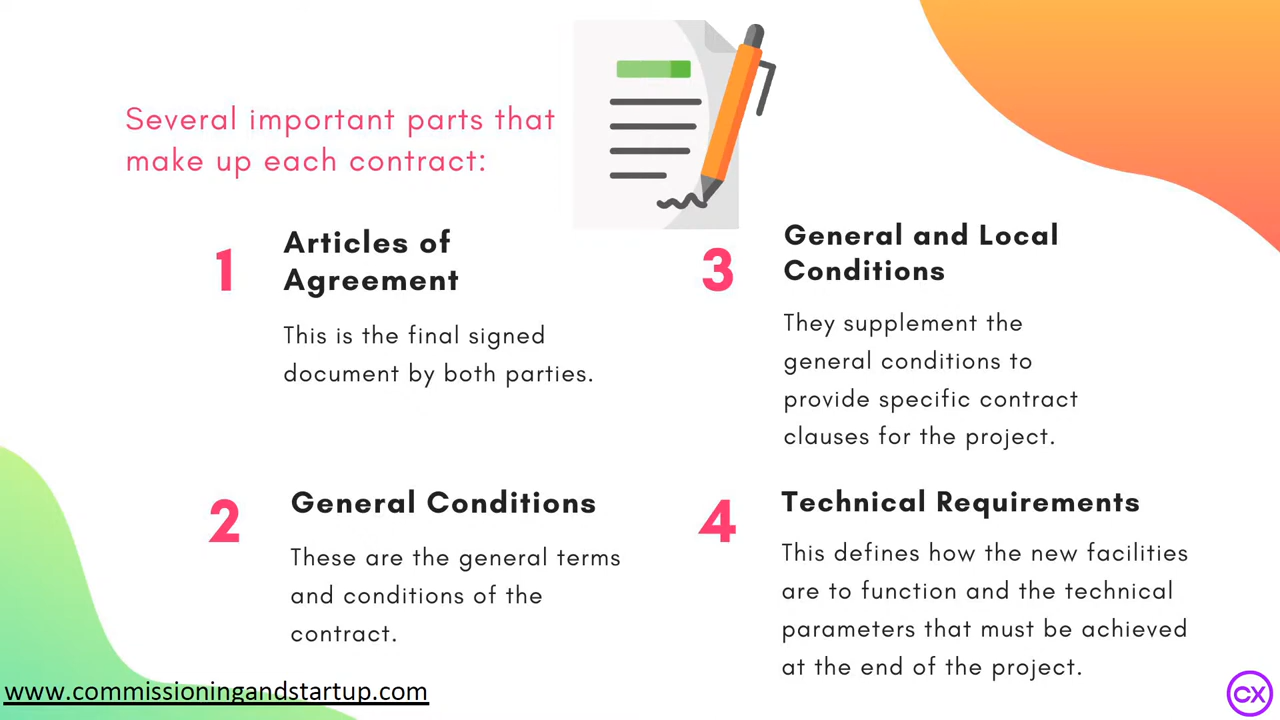 Several important parts that
make up each contract:
1
Articles of
Agreement
This is the final signed
document by both parties.
2
General Conditions
These are the general terms
and conditions of the
contract.
3
General and Local
Conditions
They supplement the
general conditions to
provide specific contract
clauses for the project.
4
Technical Requirements
This defines how the new facilities
are to function and the technical
parameters that must be achieved
at the end of the project.
www.commissioningandstartup.com
CX